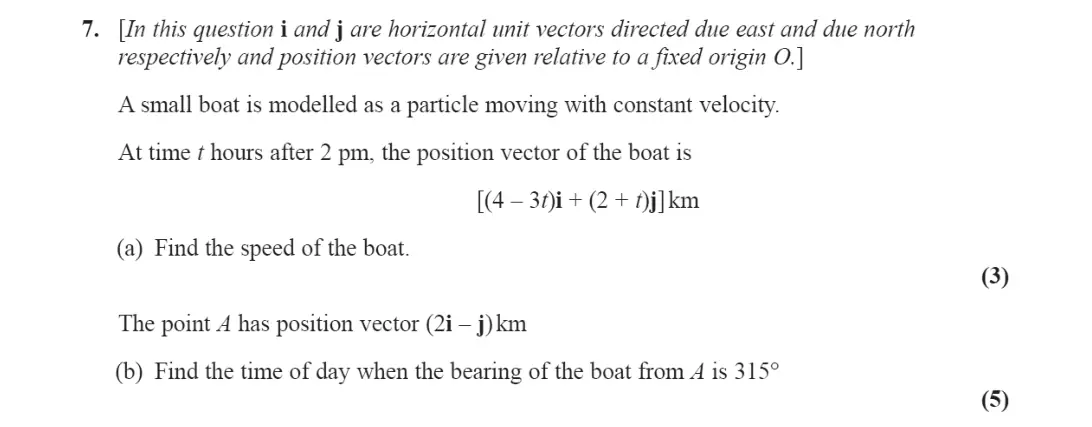 7. [In this question i and j are horizontal unit vectors directed due east and due north
respectively and position vectors are given relative to a fixed origin O.]
A small boat is modelled as a particle moving with constant velocity.
At time t hours after 2 pm, the position vector of the boat is
[(4 – 3t)i + (2 + t)j] km
(a) Find the speed of the boat.
(3)
The point A has position vector (2i – j) km
(b) Find the time of day when the bearing of the boat from A is 315°
(5)